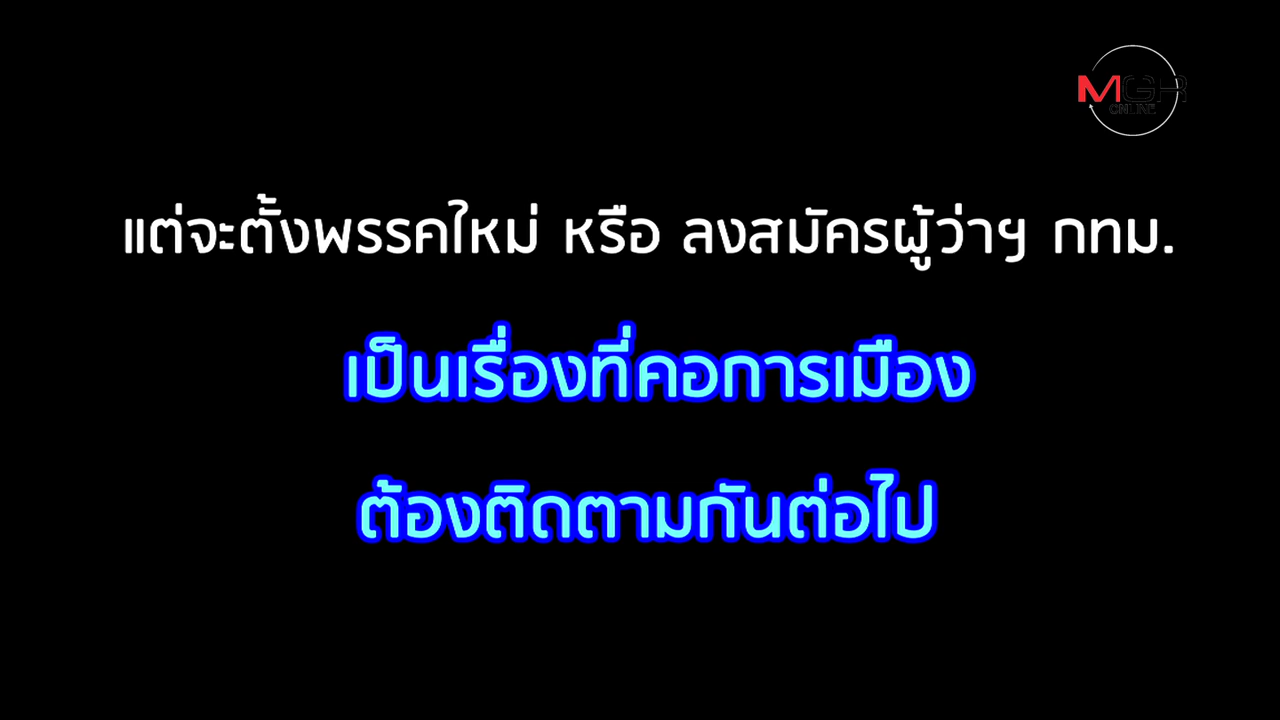 MGR
ONLINE
แต่จะตั้งพรรคใหม่ หรือ ลงสมัครผู้ว่าฯ กทม.
เป็นเรื่องที่คอการเมือง
ต้องติดตามกันต่อไป